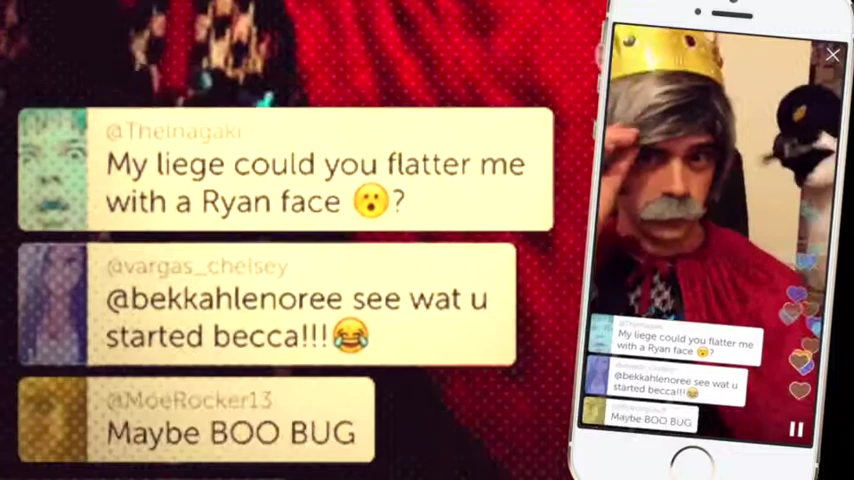 @TheInagaki
My liege could you flatter me
with a Ryan face 😮?
@vargas_chelsey
@bekkahlenoree see wat u
started becca!!!😂
@MoeRocker13
Maybe BOO BUG
My liege could you flatter me
with a Ryan face 😮?
@bekkahlenoree see wat u
started becca!!!😂
Maybe BOO BUG